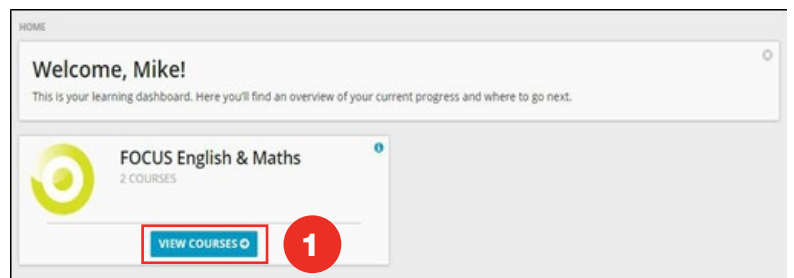 HOME
Welcome, Mike!
This is your learning dashboard. Here you'll find an overview of your current progress and where to go next.
FOCUS English & Maths
2 COURSES
VIEW COURSES
1